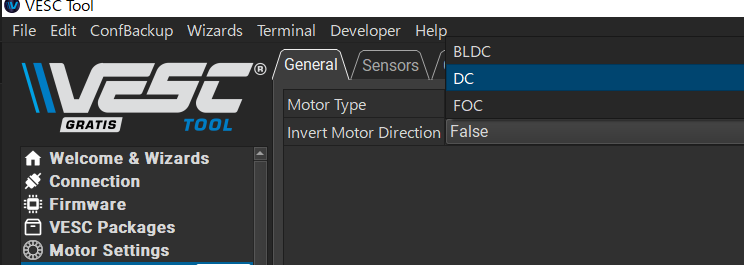 VESC Tool
File Edit ConfBackup Wizards Terminal Developer Help
VESC®
GRATIS TOOL
General Sensors
BLDC
DC
FOC
Motor Type
Invert Motor Direction False
Welcome & Wizards
Connection
Firmware
VESC Packages
Motor Settings